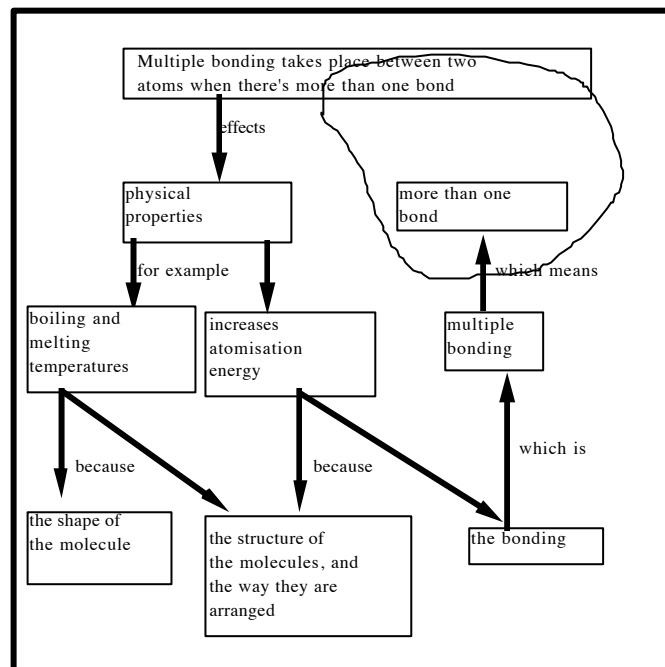 Multiple bonding takes place between two
atoms when there's more than one bond
effects
physical
properties
more than one
bond
for example
which means
boiling and
melting
temperatures
increases
atomisation
energy
multiple
bonding
because
because
which is
the shape of
the molecule
the structure of
the molecules, and
the way they are
arranged
the bonding